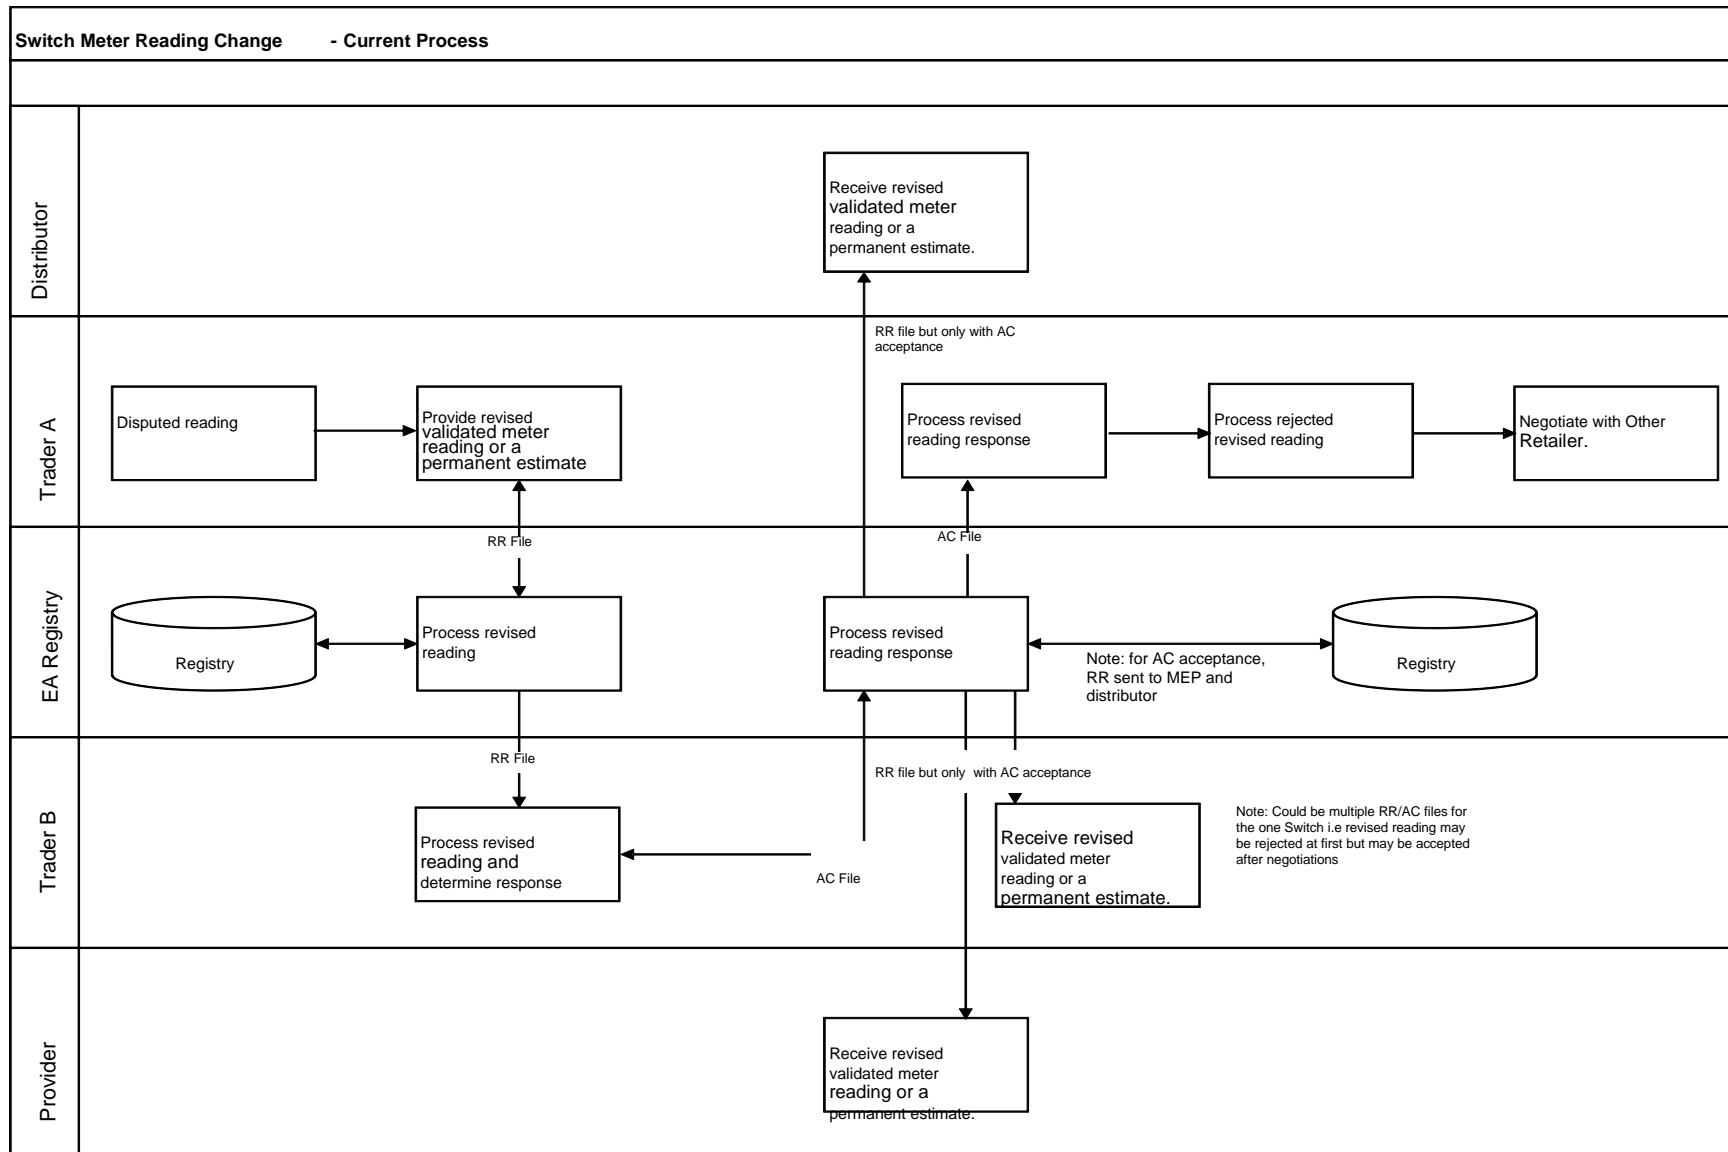 Switch Meter Reading Change - Current Process
Distributor
Receive revised
validated meter
reading or a
permanent estimate.
RR file but only with AC
acceptance
Trader A
Disputed reading
Provide revised
validated meter
reading or a
permanent estimate
Process revised
reading response
Process rejected
revised reading
Negotiate with Other
Retailer.
RR File
AC File
EA Registry
Registry
Process revised
reading
Process revised
reading response
Note: for AC acceptance,
RR sent to MEP and
distributor
Registry
RR File
RR file but only with AC acceptance
Trader B
Process revised
reading and
determine response
AC File
Receive revised
validated meter
reading or a
permanent estimate.
Note: Could be multiple RR/AC files for
the one Switch i.e revised reading may
be rejected at first but may be accepted
after negotiations
Provider
Receive revised
validated meter
reading or a
permanent estimate.